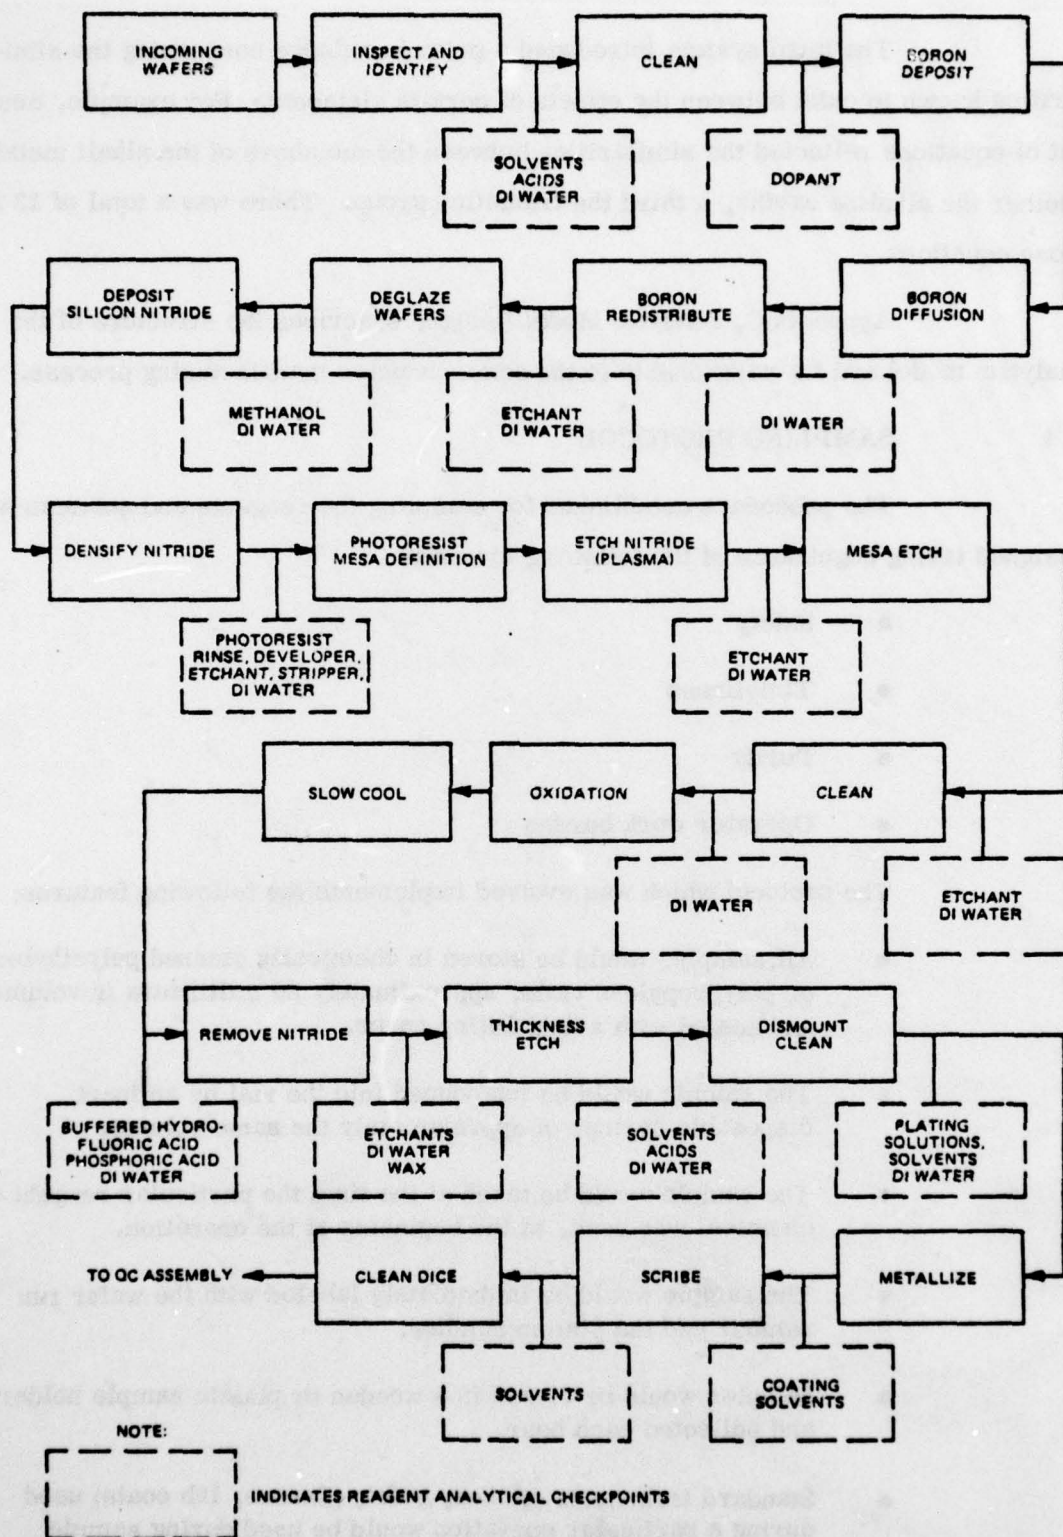 INCOMING
WAFERS
INSPECT AND
IDENTIFY
CLEAN
BORON
DEPOSIT
SOLVENTS
ACIDS
DI WATER
DOPANT
DEPOSIT
SILICON NITRIDE
DEGLAZE
WAFERS
BORON
REDISTRIBUTE
BORON
DIFFUSION
METHANOL
DI WATER
ETCHANT
DI WATER
DI WATER
DENSIFY NITRIDE
PHOTORESIST
MESA DEFINITION
ETCH NITRIDE
(PLASMA)
MESA ETCH
PHOTORESIST
RINSE, DEVELOPER,
ETCHANT, STRIPPER,
DI WATER
ETCHANT
DI WATER
SLOW COOL
OXIDATION
CLEAN
DI WATER
ETCHANT
DI WATER
REMOVE NITRIDE
THICKNESS
ETCH
DISMOUNT
CLEAN
BUFFERED HYDRO-
FLUORIC ACID
PHOSPHORIC ACID
DI WATER
ETCHANTS
DI WATER
WAX
SOLVENTS
ACIDS
DI WATER
PLATING
SOLUTIONS,
SOLVENTS
DI WATER
TO QC ASSEMBLY
CLEAN DICE
SCRIBE
METALLIZE
SOLVENTS
COATING
SOLVENTS
NOTE:
INDICATES REAGENT ANALYTICAL CHECKPOINTS